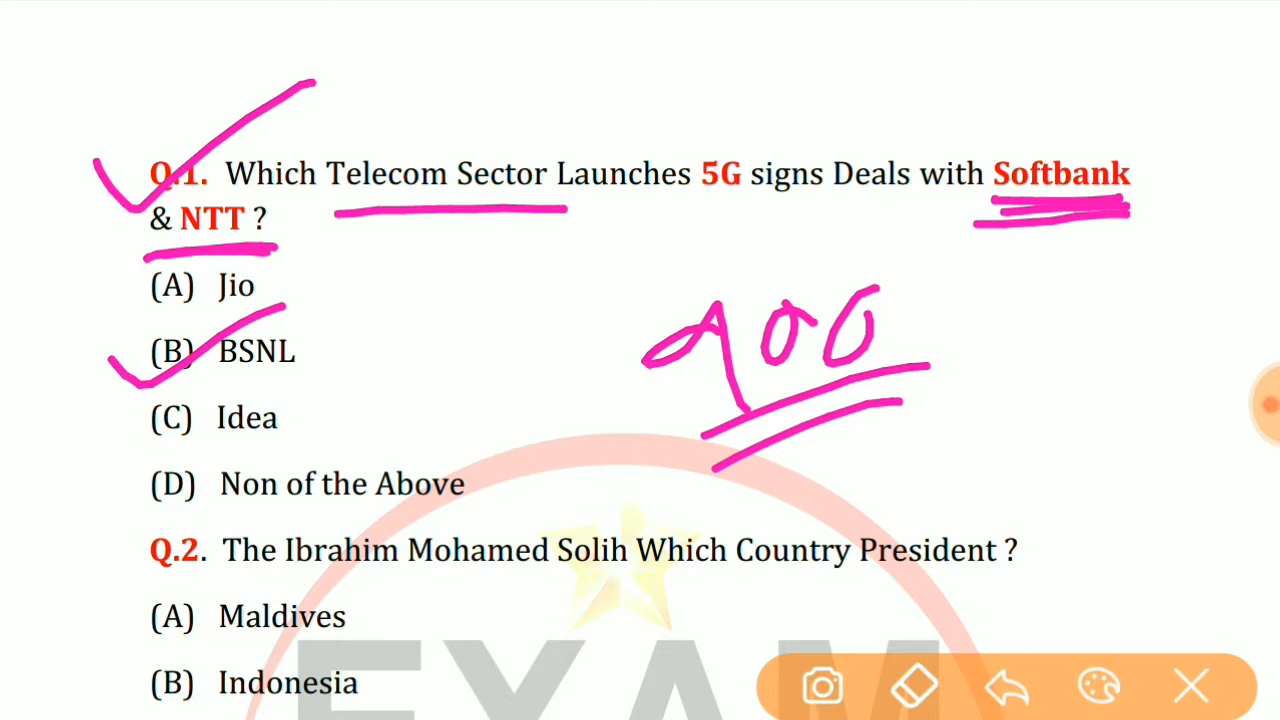 Q.1. Which Telecom Sector Launches 5G signs Deals with Softbank
& NTT ?
(A) Jio
(B) BSNL
(C) Idea
(D) Non of the Above
Q.2. The Ibrahim Mohamed Solih Which Country President ?
(A) Maldives
(B) Indonesia
EXAM